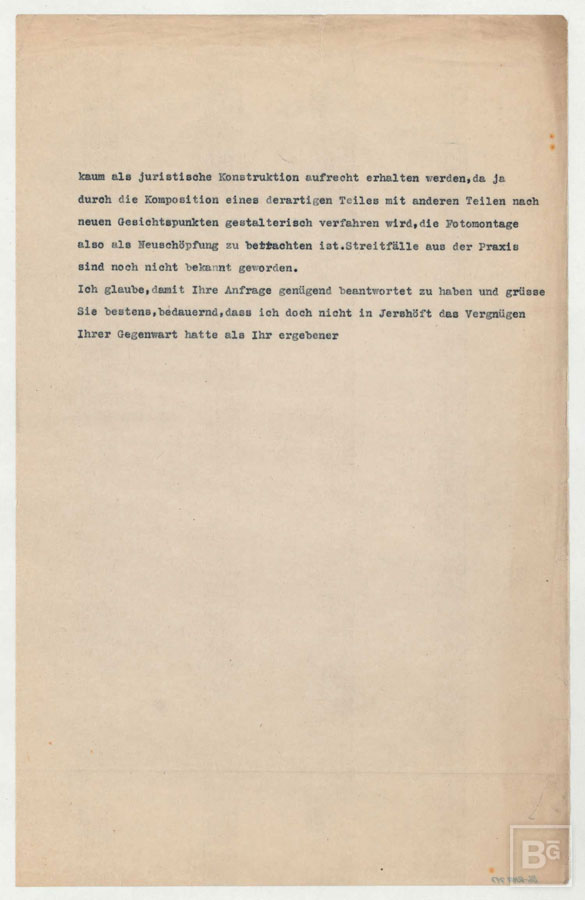 kaum als juristische Konstruktion aufrecht erhalten werden,da ja
durch die Komposition eines derartigen Teiles mit anderen Teilen nach
neuen Gesichtspunkten gestalterisch verfahren wird,die Fotomontage
also als Neuschöpfung zu betrachten ist.Streitfälle aus der Praxis
sind noch nicht bekannt geworden.
Ich glaube,damit Ihre Anfrage genügend beantwortet zu haben und grüsse
Sie bestens,bedauernd,dass ich doch nicht in Jershöft das Vergnügen
Ihrer Gegenwart hatte als Ihr ergebener
BG